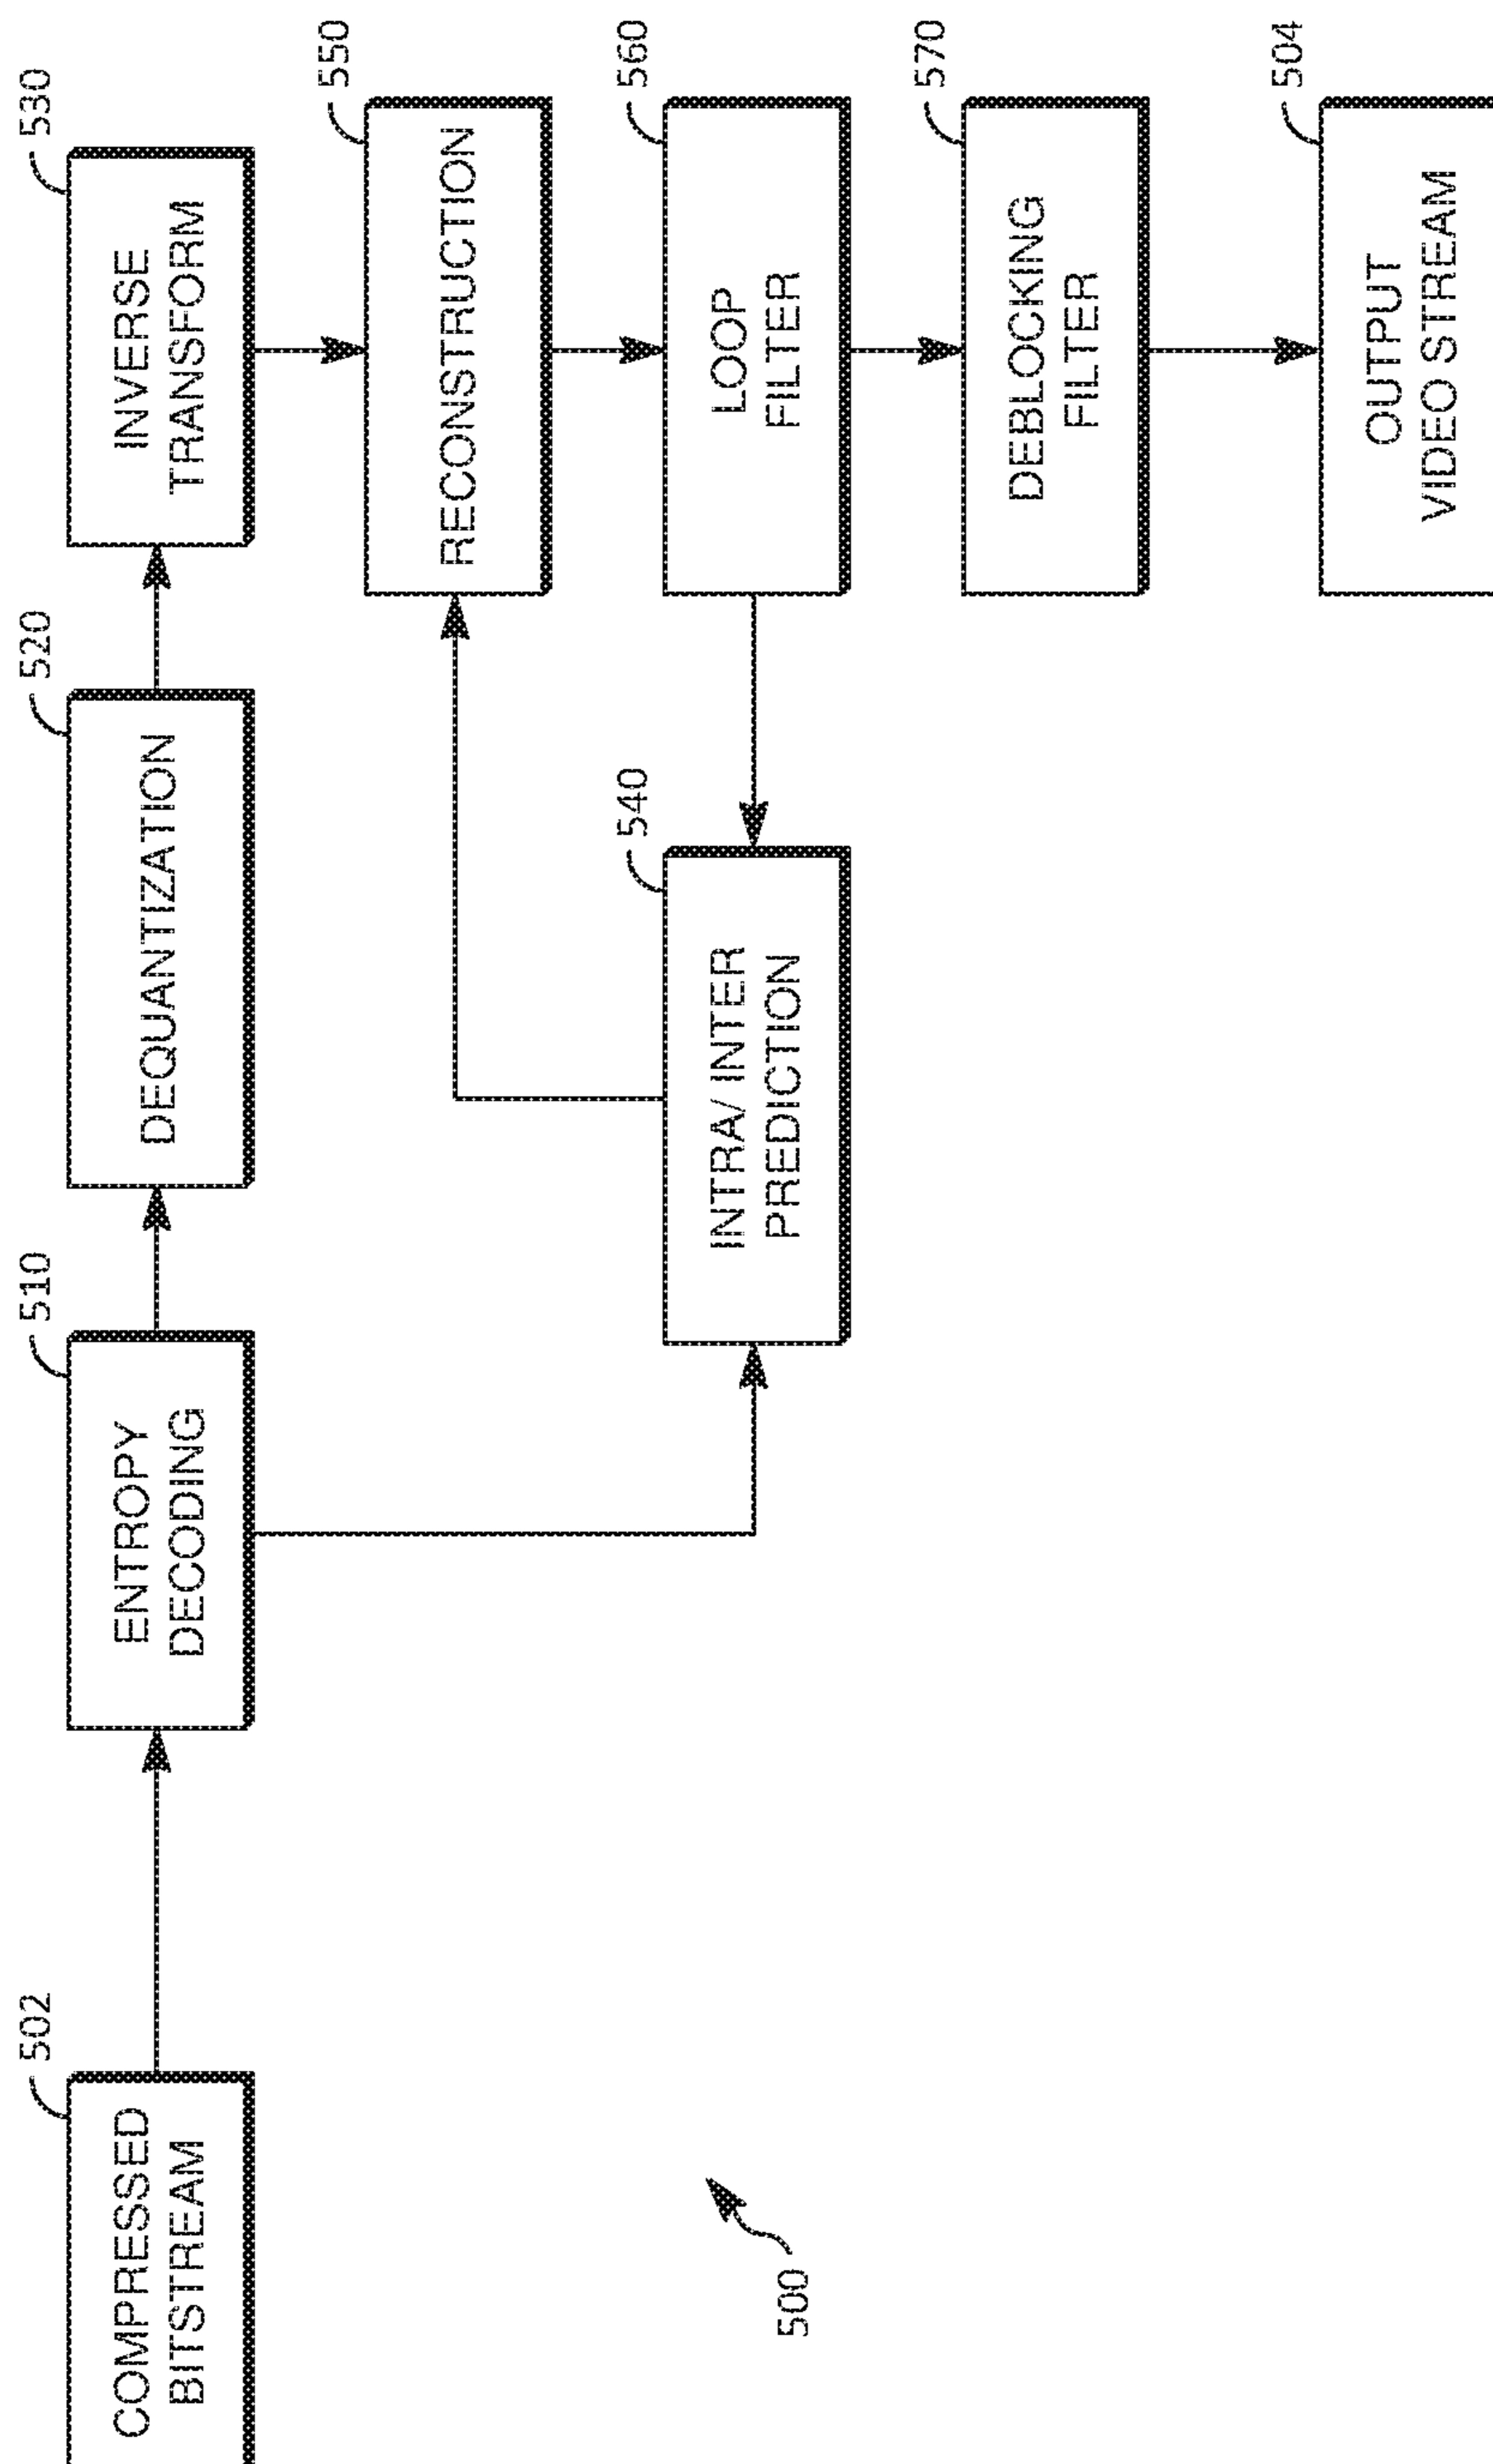 502
COMPRESSED
BITSTREAM
510
ENTROPY
DECODING
520
DEQUANTIZATION
530
INVERSE
TRANSFORM
550
RECONSTRUCTION
540
INTRA/ INTER
PREDICTION
560
LOOP
FILTER
570
DEBLOCKING
FILTER
504
OUTPUT
VIDEO STREAM
500